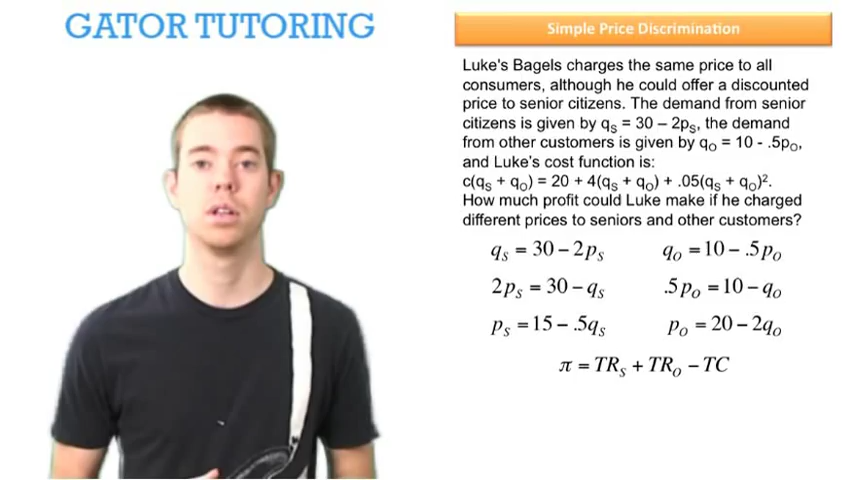 GATOR TUTORING
Simple Price Discrimination
Luke's Bagels charges the same price to all
consumers, although he could offer a discounted
price to senior citizens. The demand from senior
citizens is given by qₛ = 30 – 2pₛ, the demand
from other customers is given by qₒ = 10 - .5pₒ,
and Luke's cost function is:
c(qₛ + qₒ) = 20 + 4(qₛ + qₒ) + .05(qₛ + qₒ)².
How much profit could Luke make if he charged
different prices to seniors and other customers?
qₛ = 30 – 2pₛ qₒ = 10 – .5pₒ
2pₛ = 30 – qₛ .5pₒ = 10 – qₒ
pₛ = 15 – .5qₛ pₒ = 20 – 2qₒ
π = TRₛ + TRₒ – TC